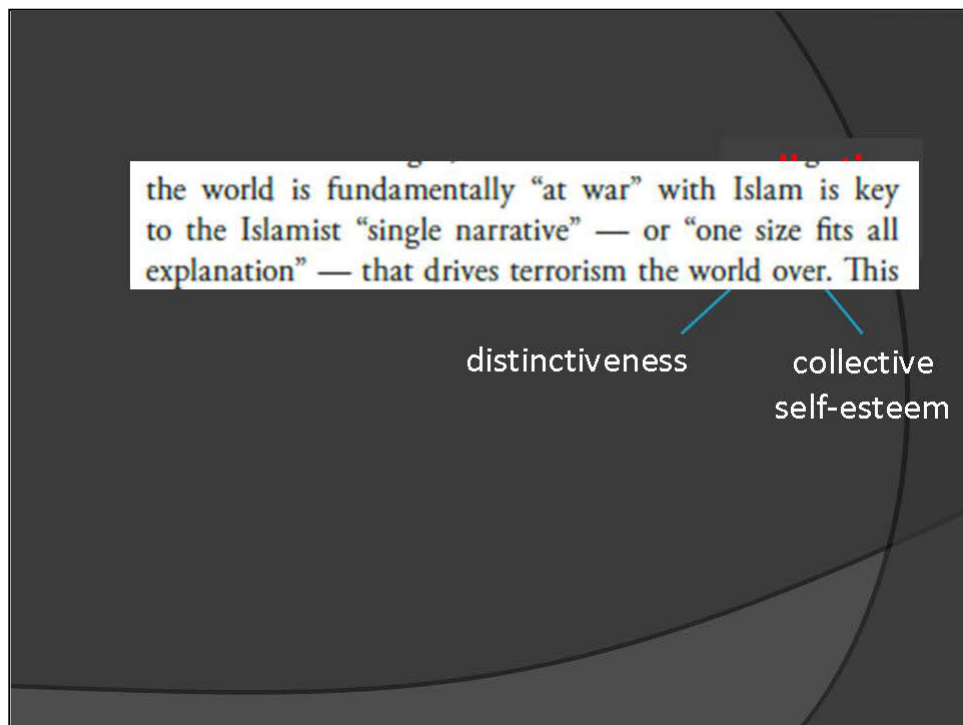 the world is fundamentally “at war” with Islam is key
to the Islamist “single narrative” — or “one size fits all
explanation” — that drives terrorism the world over. This
distinctiveness
collective
self-esteem